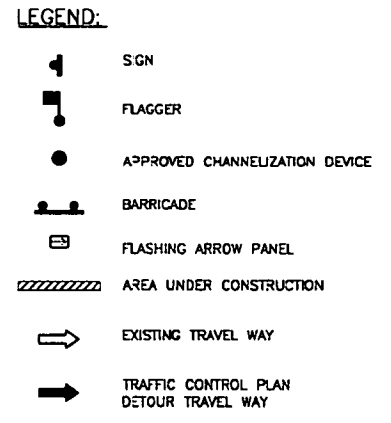 LEGEND:
SIGN
FLAGGER
APPROVED CHANNELIZATION DEVICE
BARRICADE
FLASHING ARROW PANEL
AREA UNDER CONSTRUCTION
EXISTING TRAVEL WAY
TRAFFIC CONTROL PLAN
DETOUR TRAVEL WAY